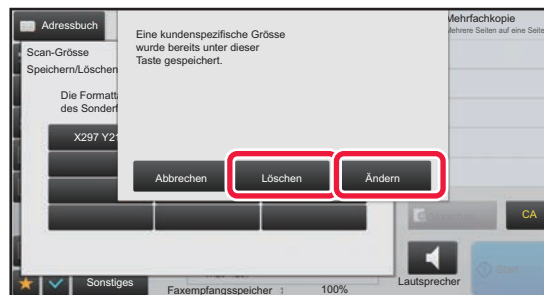 Adressbuch
Mehrfachkopie
Mehrere Seiten auf eine Seite
Scan-Grösse
Speichern/Löschen
Eine kundenspezifische Grösse
wurde bereits unter dieser
Taste gespeichert.
Die Formatt
des Sonderf
X297 Y21
Abbrechen
Löschen
Ändern
CA
Start
Lautsprecher
Sonstiges
Faxempfangsspeicher : 100%